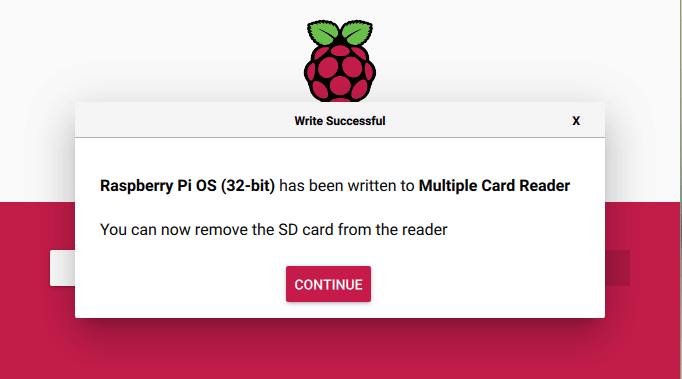 Write Successful X
Raspberry Pi OS (32-bit) has been written to Multiple Card Reader
You can now remove the SD card from the reader
CONTINUE